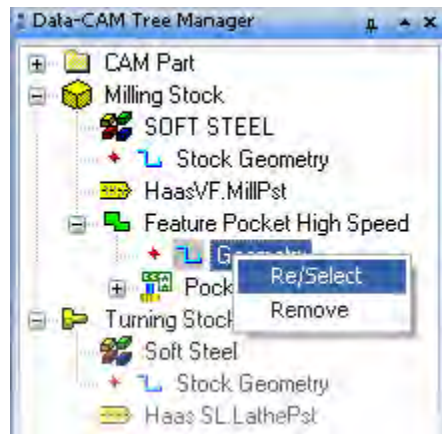 Data-CAM Tree Manager
CAM Part
Milling Stock
SOFT STEEL
Stock Geometry
HaasVF.MillPst
Feature Pocket High Speed
Re/Select
Remove
Turning Stock
Soft Steel
Stock Geometry
Haas SL.LathePst